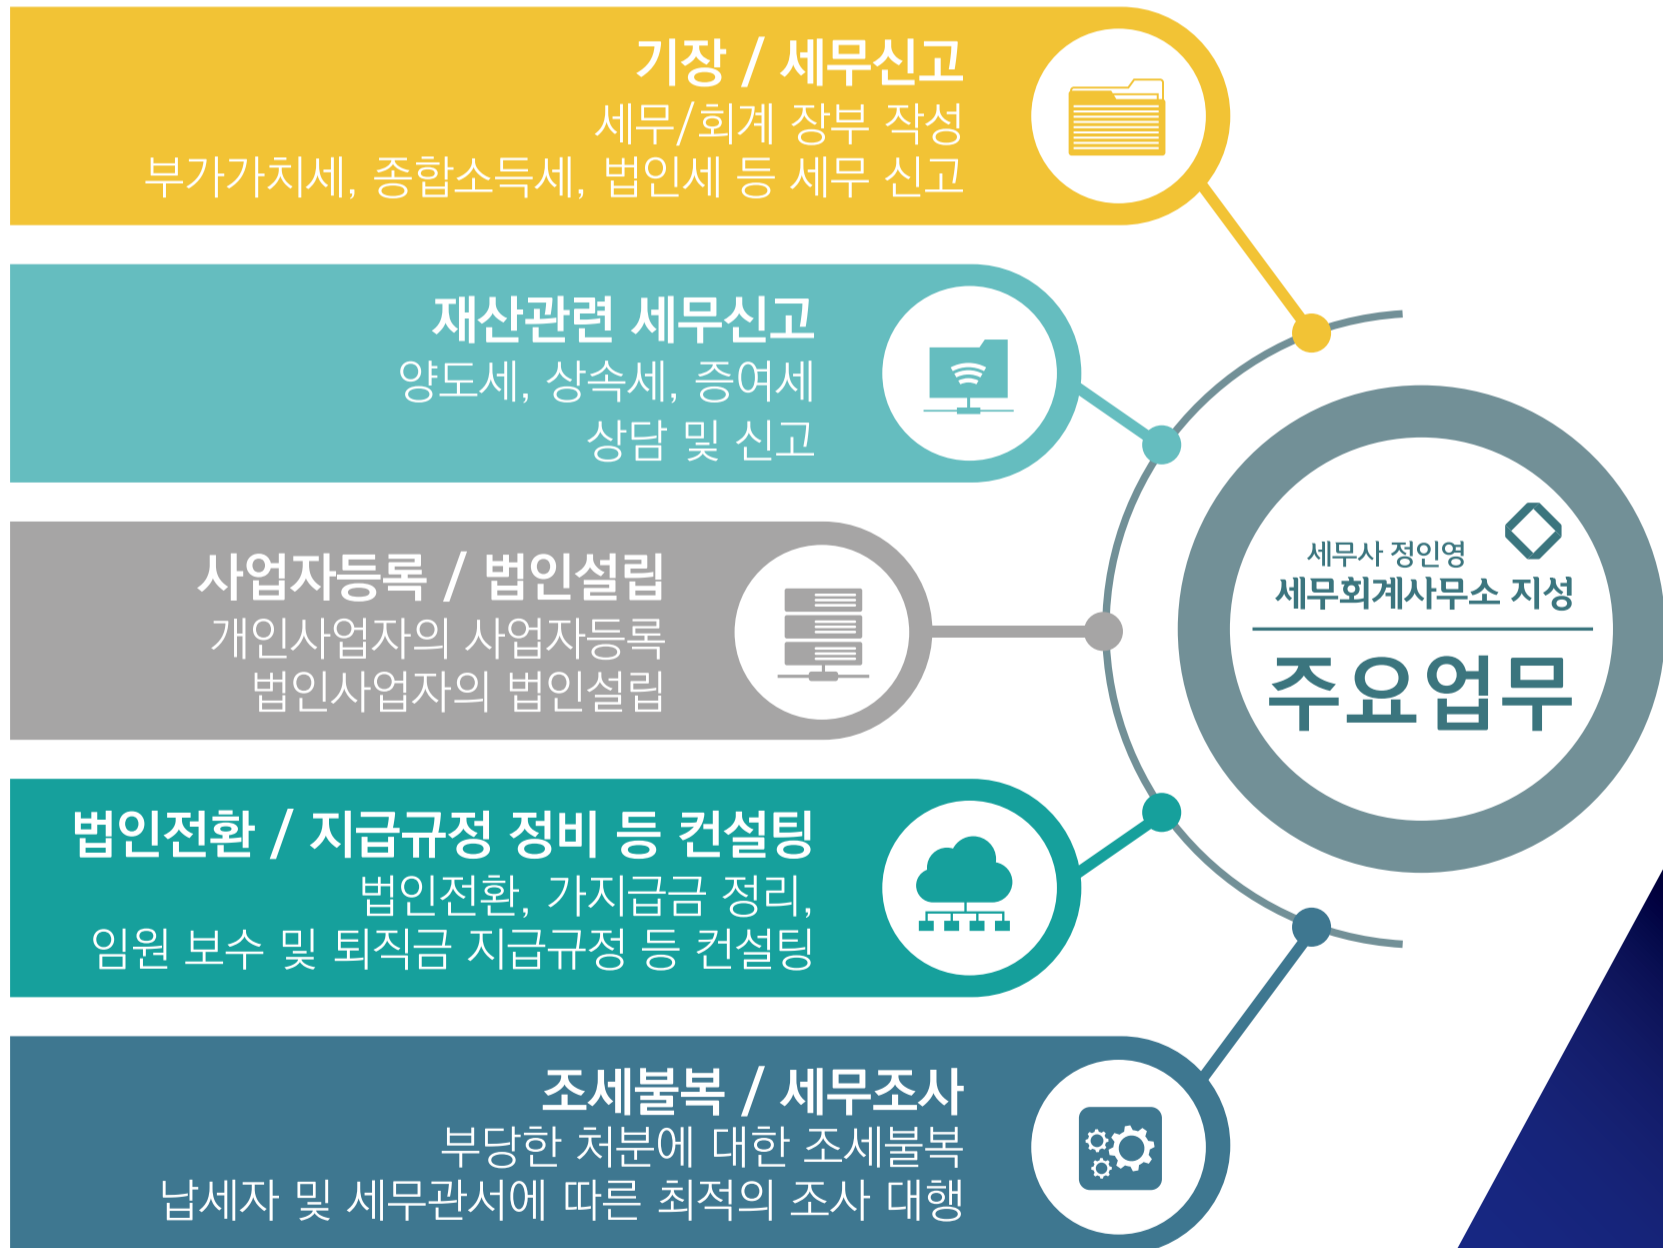 기장 / 세무신고
세무/회계 장부 작성
부가가치세, 종합소득세, 법인세 등 세무 신고
재산관련 세무신고
양도세, 상속세, 증여세
상담 및 신고
사업자등록 / 법인설립
개인사업자의 사업자등록
법인사업자의 법인설립
법인전환 / 지급규정 정비 등 컨설팅
법인전환, 가지급금 정리,
임원 보수 및 퇴직금 지급규정 등 컨설팅
조세불복 / 세무조사
부당한 처분에 대한 조세불복
납세자 및 세무관서에 따른 최적의 조사 대행
세무사 정인영
세무회계사무소 지성
주요업무